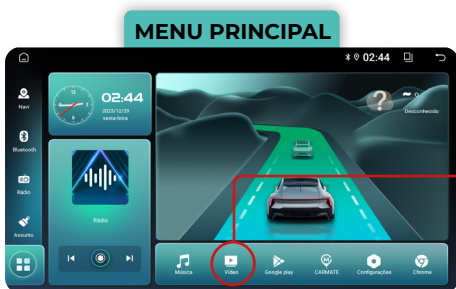 MENU PRINCIPAL
02:44
Navi
Bluetooth
Rádio
Assunto
02:44
2023/12/29
sexta feira
Rádio
Desconhecido
Música
Vídeo
Google play
CARMATE
Configurações
Chrome